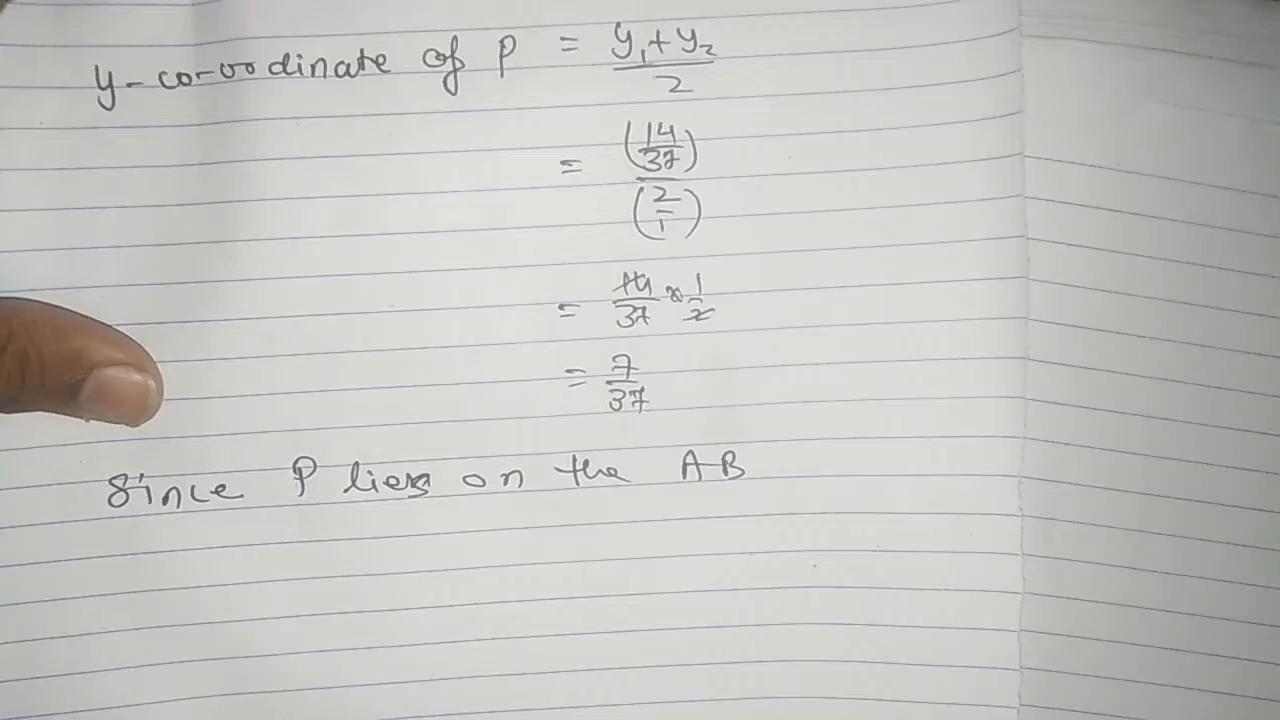 y-co-ordinate of P = y₁+y₂/2
= (14/37)/(2/1)
= 14/37 × 1/2
= 7/37
Since P lies on the AB